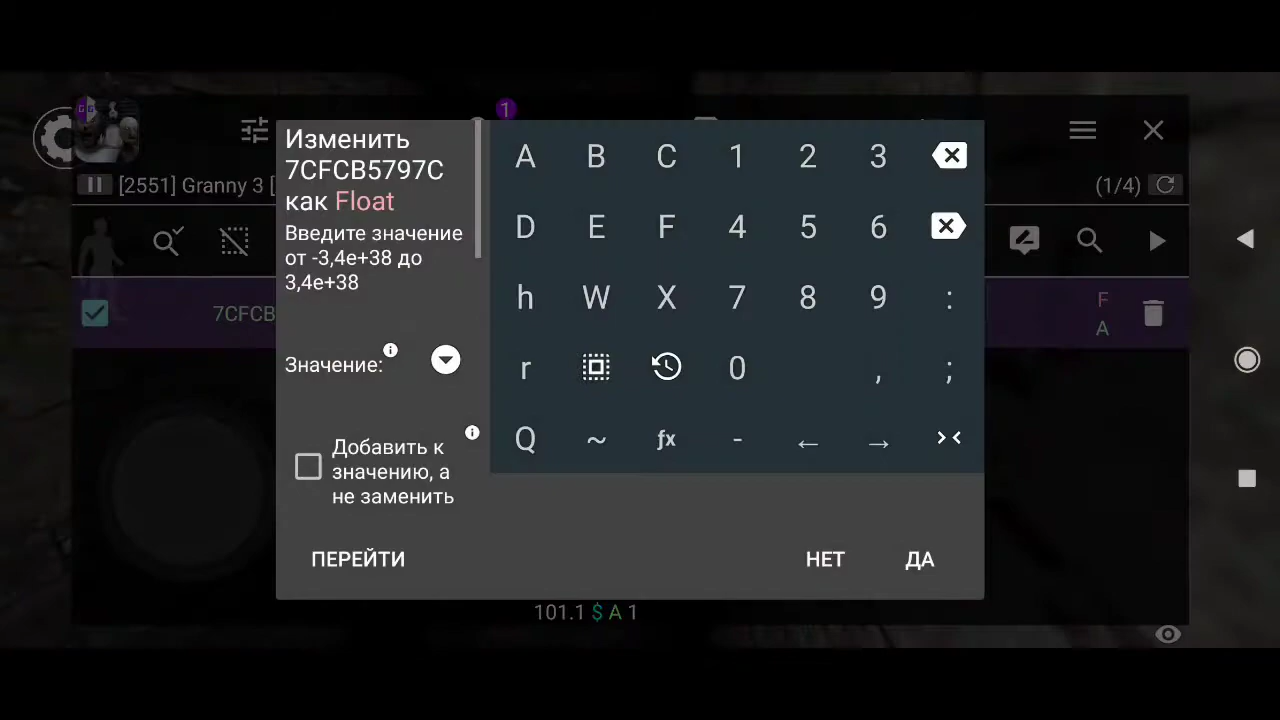 1
Изменить
7CFCB5797C
как Float
Введите значение
от -3,4e+38 до
3,4e+38
Значение:
Добавить к
значению, а
не заменить
ПЕРЕЙТИ
НЕТ ДА
A B C 1 2 3
D E F 4 5 6
h W X 7 8 9 :
r 0 , ;
Q ~ ƒx - ← → ><
[2551] Granny 3 [
(1/4)
7CFCB
F
A
101.1 $ A 1